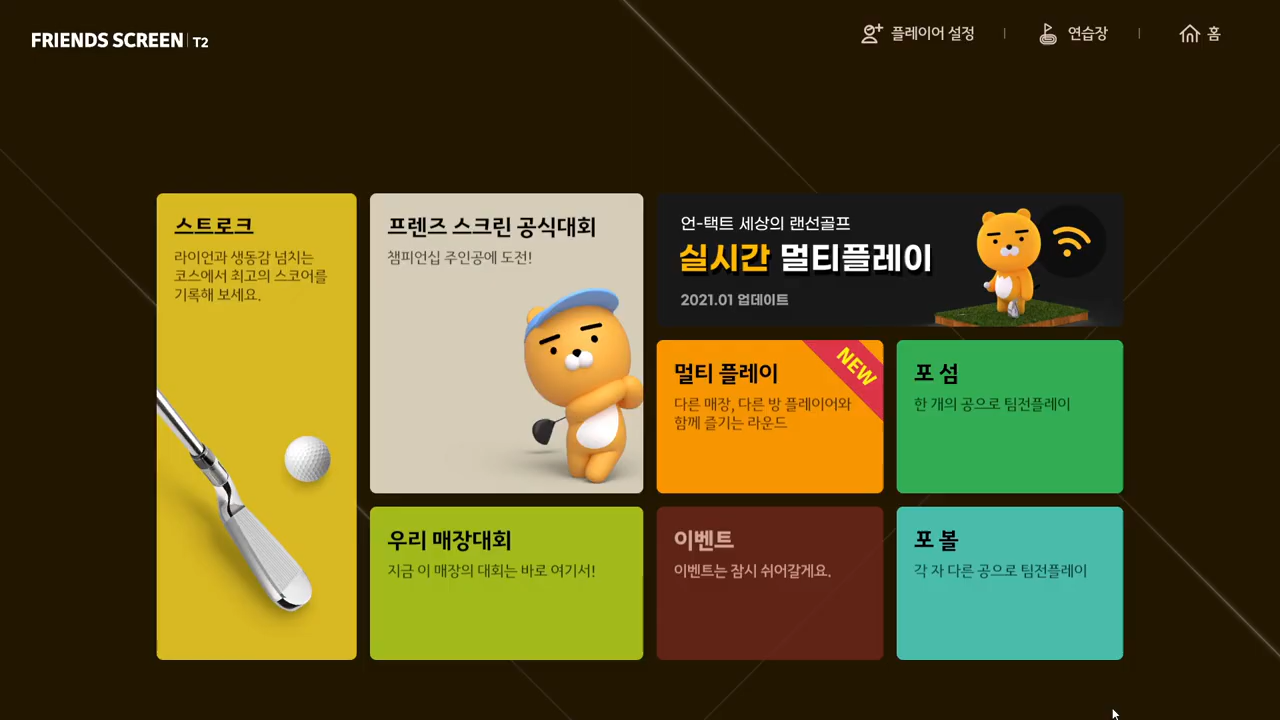 FRIENDS SCREEN T2
플레이어 설정
연습장
홈
스트로크
라이언과 생동감 넘치는
코스에서 최고의 스코어를
기록해 보세요.
프렌즈 스크린 공식대회
챔피언십 주인공에 도전!
언-택트 세상의 랜선골프
실시간 멀티플레이
2021.01 업데이트
멀티 플레이
NEW
다른 매장, 다른 방 플레이어와
함께 즐기는 라운드
포 섬
한 개의 공으로 팀전플레이
우리 매장대회
지금 이 매장의 대회는 바로 여기서!
이벤트
이벤트는 잠시 쉬어갈게요.
포 볼
각 자 다른 공으로 팀전플레이